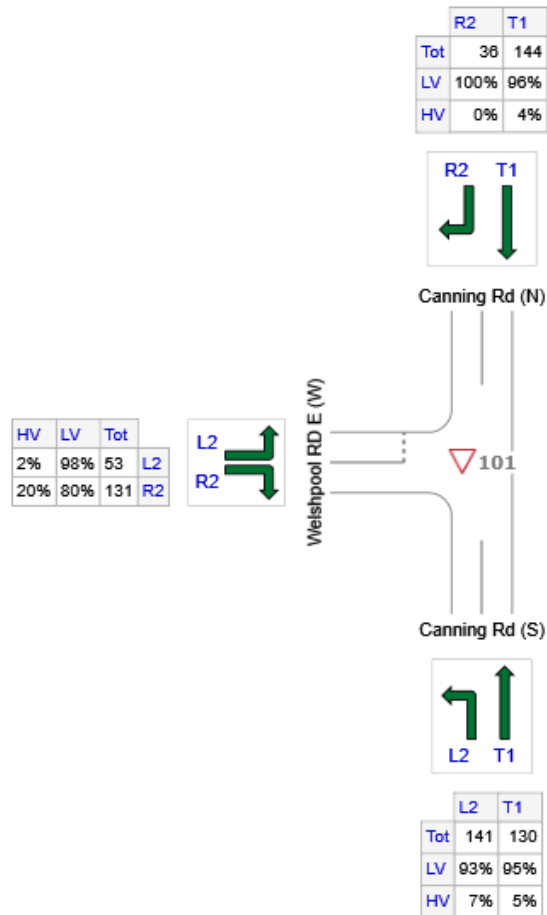 R2 T1
Tot 36 144
LV 100% 96%
HV 0% 4%
R2 T1
Canning Rd (N)
Welshpool RD E (W)
HV LV Tot
2% 98% 53 L2
20% 80% 131 R2
L2
R2
101
Canning Rd (S)
L2 T1
L2 T1
Tot 141 130
LV 93% 95%
HV 7% 5%